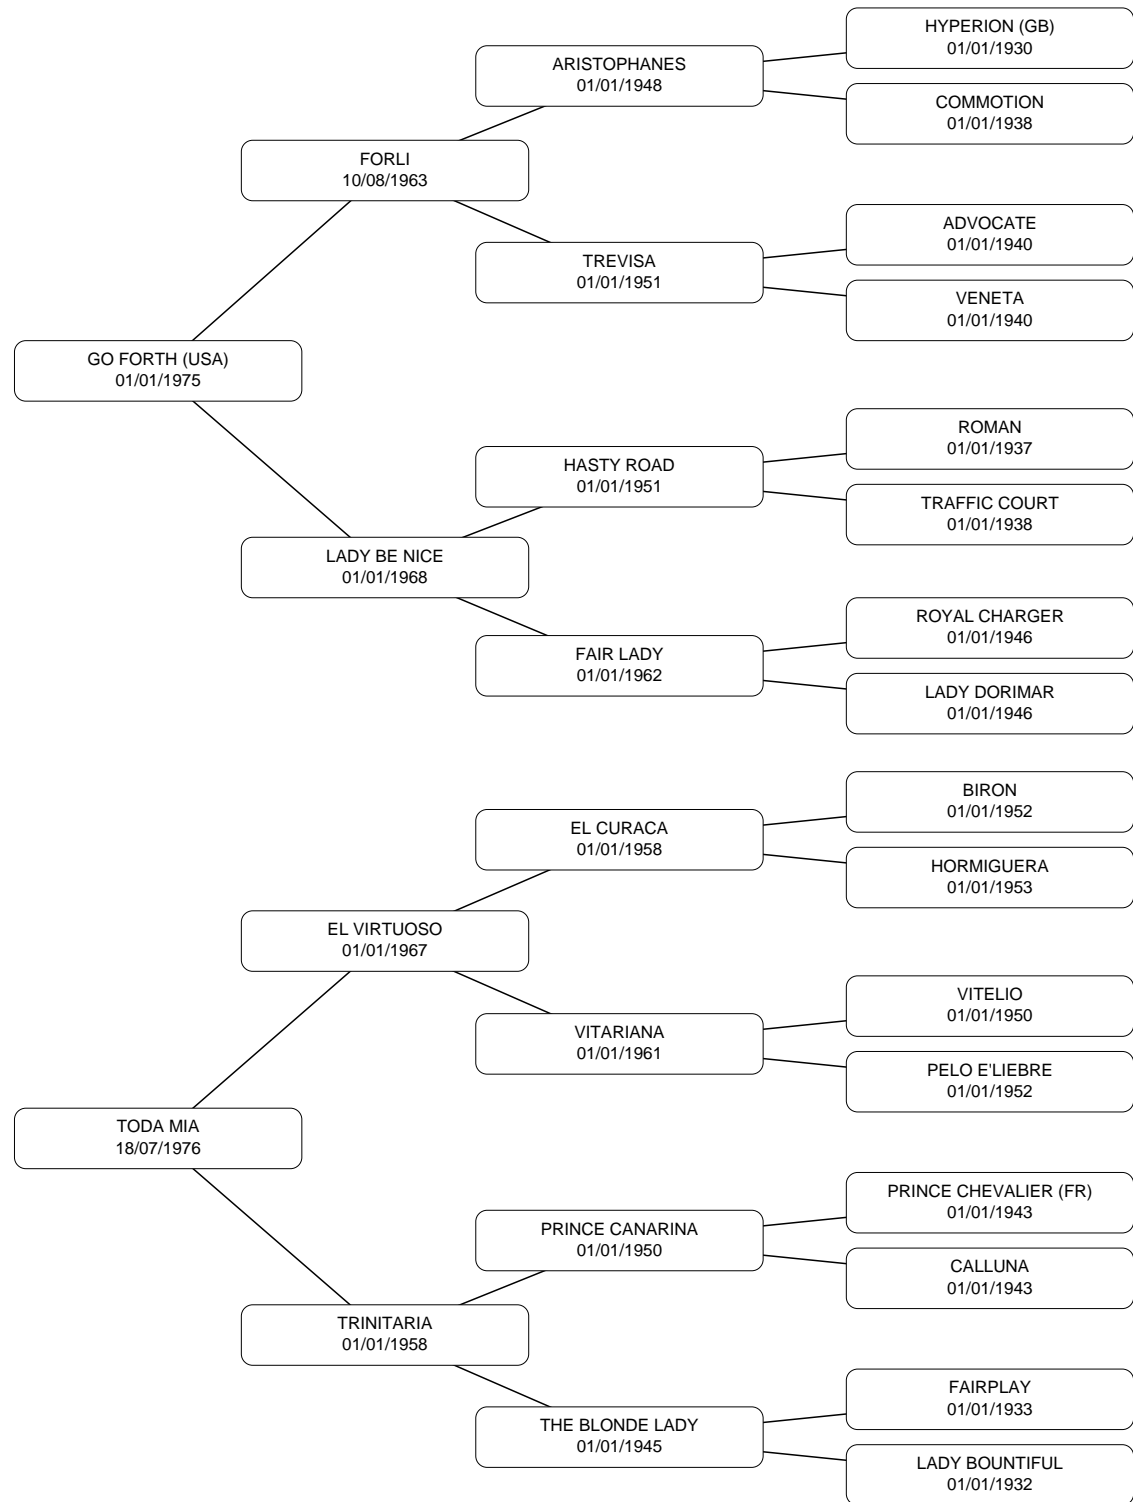 HYPERION (GB)
01/01/1930
ARISTOPHANES
01/01/1948
COMMOTION
01/01/1938
FORLI
10/08/1963
ADVOCATE
01/01/1940
TREVISA
01/01/1951
VENETA
01/01/1940
GO FORTH (USA)
01/01/1975
ROMAN
01/01/1937
HASTY ROAD
01/01/1951
TRAFFIC COURT
01/01/1938
LADY BE NICE
01/01/1968
ROYAL CHARGER
01/01/1946
FAIR LADY
01/01/1962
LADY DORIMAR
01/01/1946
BIRON
01/01/1952
EL CURACA
01/01/1958
HORMIGUERA
01/01/1953
EL VIRTUOSO
01/01/1967
VITELIO
01/01/1950
VITARIANA
01/01/1961
PELO E'LIEBRE
01/01/1952
TODA MIA
18/07/1976
PRINCE CHEVALIER (FR)
01/01/1943
PRINCE CANARINA
01/01/1950
CALLUNA
01/01/1943
TRINITARIA
01/01/1958
FAIRPLAY
01/01/1933
THE BLONDE LADY
01/01/1945
LADY BOUNTIFUL
01/01/1932